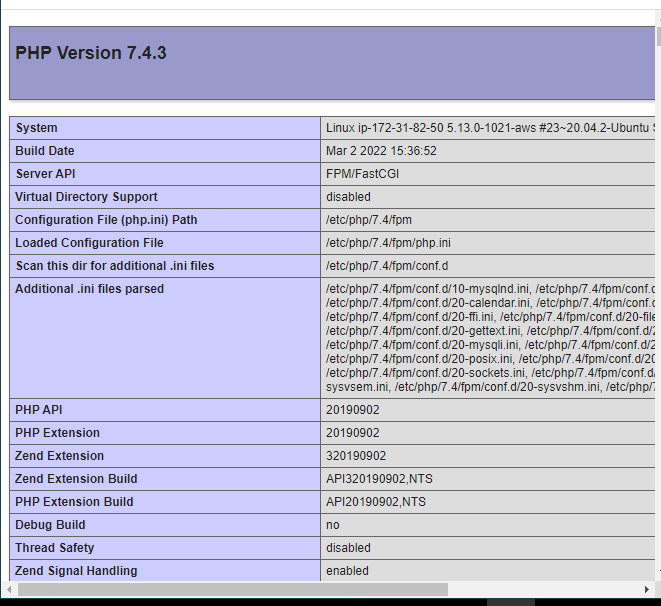 PHP Version 7.4.3
System Linux ip-172-31-82-50 5.13.0-1021-aws #23~20.04.2-Ubuntu
Build Date Mar 2 2022 15:36:52
Server API FPM/FastCGI
Virtual Directory Support disabled
Configuration File (php.ini) Path /etc/php/7.4/fpm
Loaded Configuration File /etc/php/7.4/fpm/php.ini
Scan this dir for additional .ini files /etc/php/7.4/fpm/conf.d
Additional .ini files parsed /etc/php/7.4/fpm/conf.d/10-mysqlnd.ini, /etc/php/7.4/fpm/conf.d
/etc/php/7.4/fpm/conf.d/20-calendar.ini, /etc/php/7.4/fpm/conf.d
/etc/php/7.4/fpm/conf.d/20-ffi.ini, /etc/php/7.4/fpm/conf.d/20-file
/etc/php/7.4/fpm/conf.d/20-gettext.ini, /etc/php/7.4/fpm/conf.d/2
/etc/php/7.4/fpm/conf.d/20-mysqli.ini, /etc/php/7.4/fpm/conf.d/2
/etc/php/7.4/fpm/conf.d/20-posix.ini, /etc/php/7.4/fpm/conf.d/20
/etc/php/7.4/fpm/conf.d/20-sockets.ini, /etc/php/7.4/fpm/conf.d/
sysvsem.ini, /etc/php/7.4/fpm/conf.d/20-sysvshm.ini, /etc/php/7
PHP API 20190902
PHP Extension 20190902
Zend Extension 320190902
Zend Extension Build API320190902,NTS
PHP Extension Build API20190902,NTS
Debug Build no
Thread Safety disabled
Zend Signal Handling enabled